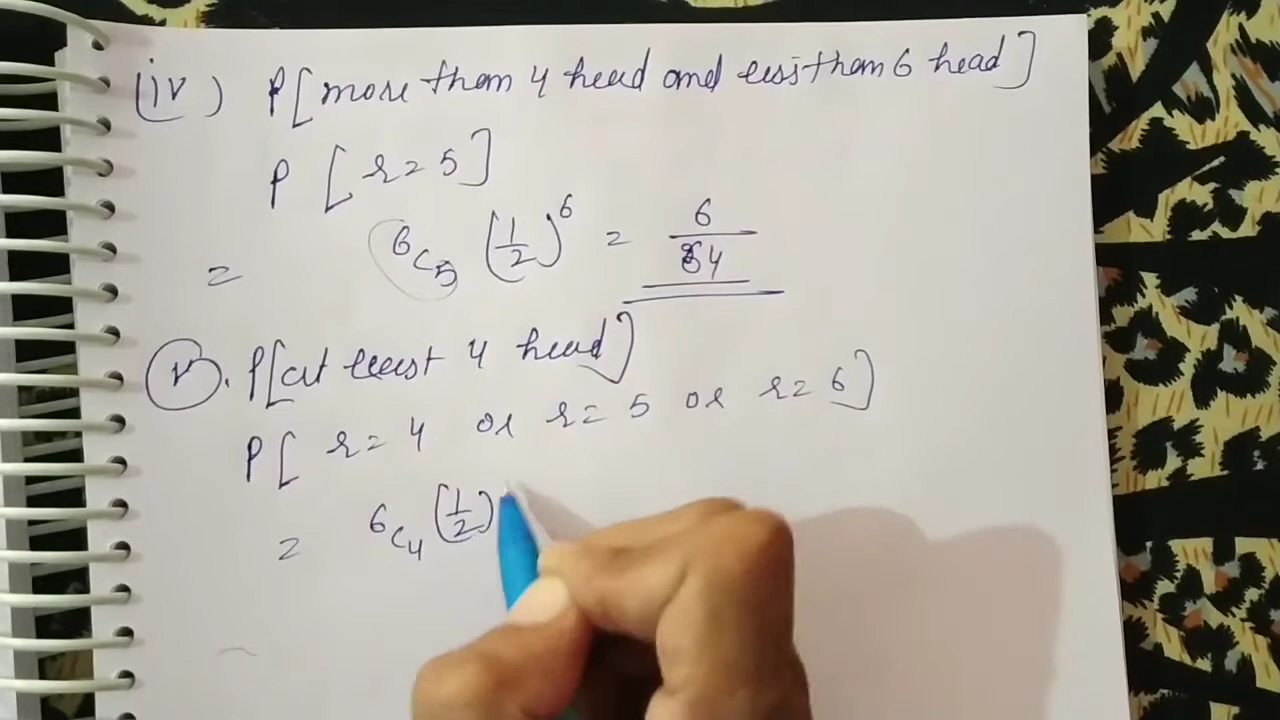 (iv) P[more than 4 head and less than 6 head]
P [r = 5]
= ⁶C₅ (1/2)⁶ = 6/64
(v). P[at least 4 head]
P[ r = 4 or r = 5 or r = 6]
= ⁶C₄ (1/2)